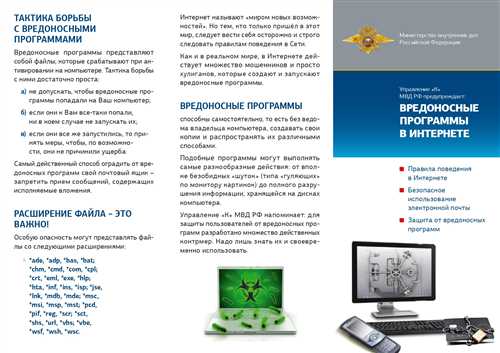 ТАКТИКА БОРЬБЫ
С ВРЕДОНОСНЫМИ
ПРОГРАММАМИ
Вредоносные программы представляют
собой файлы, которые срабатывают при ак-
тивировании на компьютере. Тактика борьбы
с ними достаточно проста:
а) не допускать, чтобы вредоносные про-
граммы попадали на Ваш компьютер;
б) если они к Вам все-таки попали,
ни в коем случае не запускать их;
в) если они все же запустились, то при-
нять меры, чтобы, по возможно-
сти, они не причинили ущерба.
Самый действенный способ оградить от вре-
доносных программ свой почтовый ящик –
запретить прием сообщений, содержащих
исполняемые вложения.
РАСШИРЕНИЕ ФАЙЛА – ЭТО
ВАЖНО!
Особую опасность могут представлять фай-
лы со следующими расширениями:
*ade, *adp, *bas, *bat;
*chm, *cmd, *com, *cpl;
*crt, *eml, *exe, *hlp;
*hta, *inf, *ins, *isp; *jse,
*lnk, *mdb, *mde; *msc,
*msi, *msp, *mst; *pcd,
*pif, *reg, *scr; *sct,
*shs, *url, *vbs; *vbe,
*wsf, *wsh, *wsc.
Интернет называют «миром новых возмож-
ностей». Но тем, кто только пришёл в этот
мир, следует вести себя осторожно и строго
следовать правилам поведения в Сети.
Как и в реальном мире, в Интернете дей-
ствует множество мошенников и просто
хулиганов, которые создают и запускают
вредоносные программы.
ВРЕДОНОСНЫЕ ПРОГРАММЫ
способны самостоятельно, то есть без ведо-
ма владельца компьютера, создавать свои
копии и распространять их различными
способами.
Подобные программы могут выполнять
самые разнообразные действия: от впол-
не безобидных «шуток» (типа «гуляющих»
по монитору картинок) до полного разру-
шения информации, хранящейся на дисках
компьютера.
Управление «К» МВД РФ напоминает: для
защиты пользователей от вредоносных про-
грамм разработано множество действенных
контрмер. Надо лишь знать их и своевре-
менно использовать.
Министерство внутренних дел
Российской Федерации
Управление «К»
МВД РФ предупреждает:
ВРЕДОНОСНЫЕ
ПРОГРАММЫ
В ИНТЕРНЕТЕ
Правила поведения
в Интернете
Безопасное
использование
электронной почты
Защита от вредоносных
программ